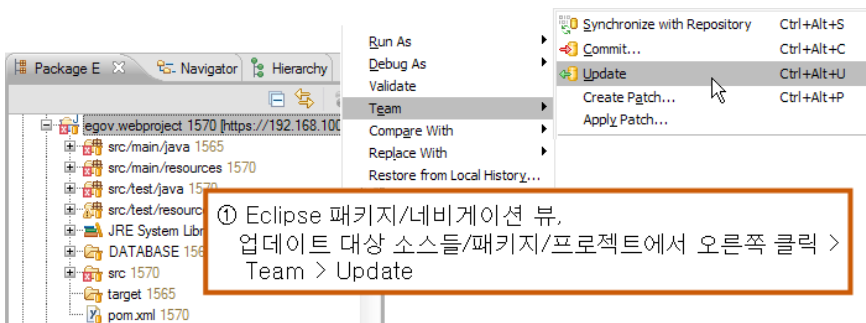 Package E
Navigator
Hierarchy
egov.webproject 1570 [https://192.168.100
src/main/java 1565
src/main/resources 1570
src/test/java 1570
src/test/resourc
JRE System Libr
DATABASE 156
src 1570
target 1565
pom.xml 1570
Run As
Debug As
Validate
Team
Compare With
Replace With
Restore from Local History...
Synchronize with Repository Ctrl+Alt+S
Commit... Ctrl+Alt+C
Update Ctrl+Alt+U
Create Patch... Ctrl+Alt+P
Apply Patch...
① Eclipse 패키지/네비게이션 뷰,
업데이트 대상 소스들/패키지/프로젝트에서 오른쪽 클릭 >
Team > Update